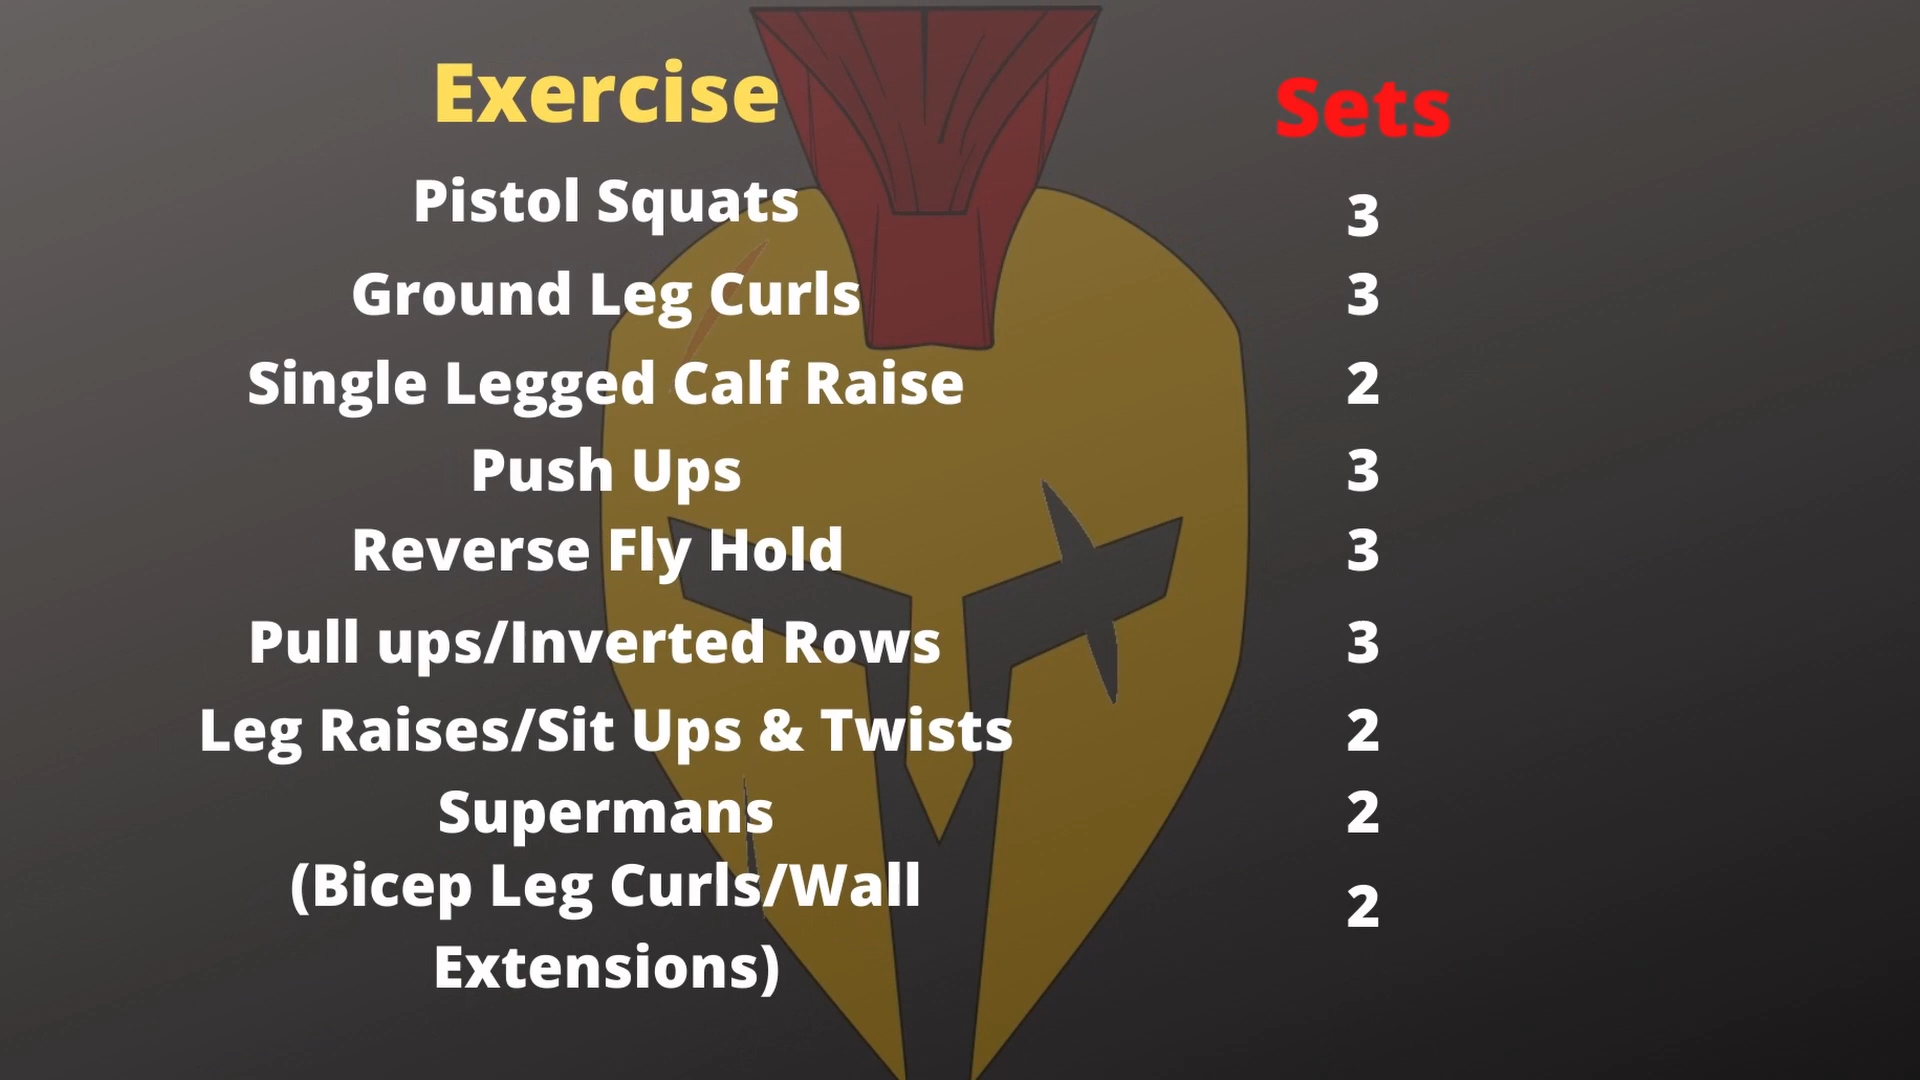 Exercise Sets
Pistol Squats 3
Ground Leg Curls 3
Single Legged Calf Raise 2
Push Ups 3
Reverse Fly Hold 3
Pull ups/Inverted Rows 3
Leg Raises/Sit Ups & Twists 2
Supermans 2
(Bicep Leg Curls/Wall 2
Extensions)